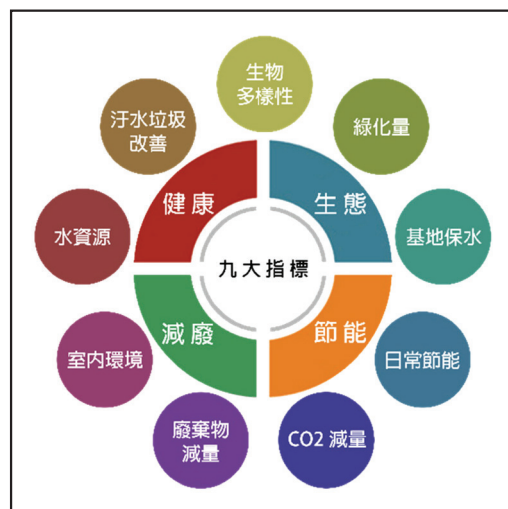 生物
多樣性
汙水垃圾
改善
綠化量
健康
生態
水資源
基地保水
九大指標
減廢
節能
室內環境
日常節能
廢棄物
減量
CO2 減量